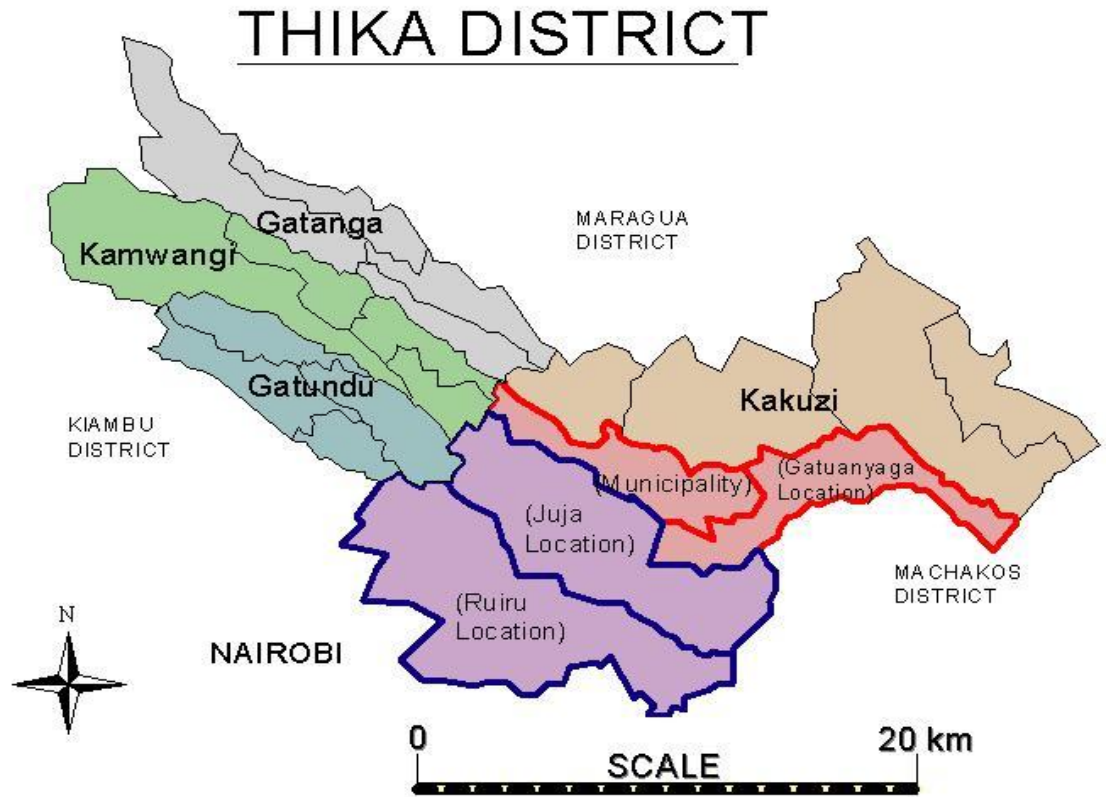 THIKA DISTRICT
Gatanga
MARAGUA
DISTRICT
Kamwangi
Gatundu
Kakuzi
KIAMBU
DISTRICT
(Municipality)
(Gatuanyaga
Location)
(Juja
Location)
MACHAKOS
DISTRICT
(Ruiru
Location)
N
NAIROBI
0
20 km
SCALE